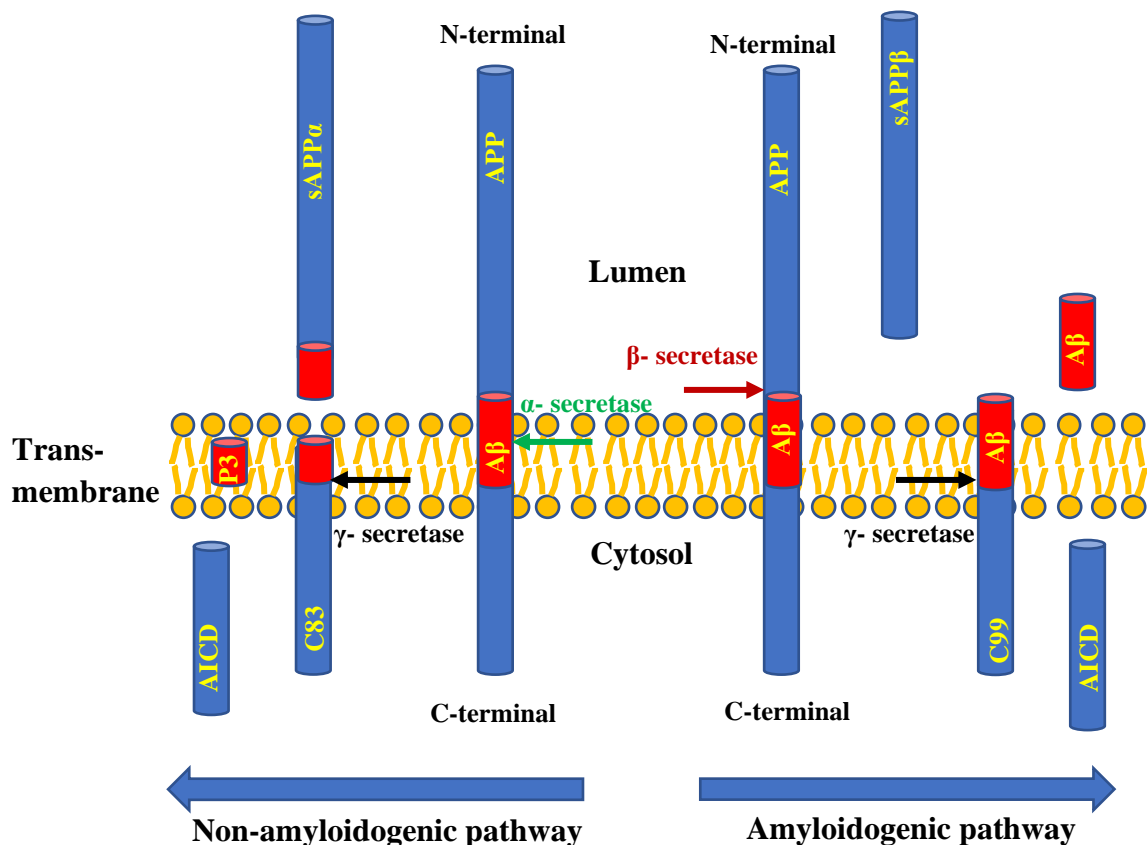 N-terminal
N-terminal
sAPPα
APP
APP
sAPPβ
Lumen
β- secretase
α- secretase
Aβ
Aβ
Aβ
Aβ
Trans-
membrane
P3
γ- secretase
γ- secretase
Cytosol
AICD
C83
C99
AICD
C-terminal
C-terminal
Non-amyloidogenic pathway
Amyloidogenic pathway